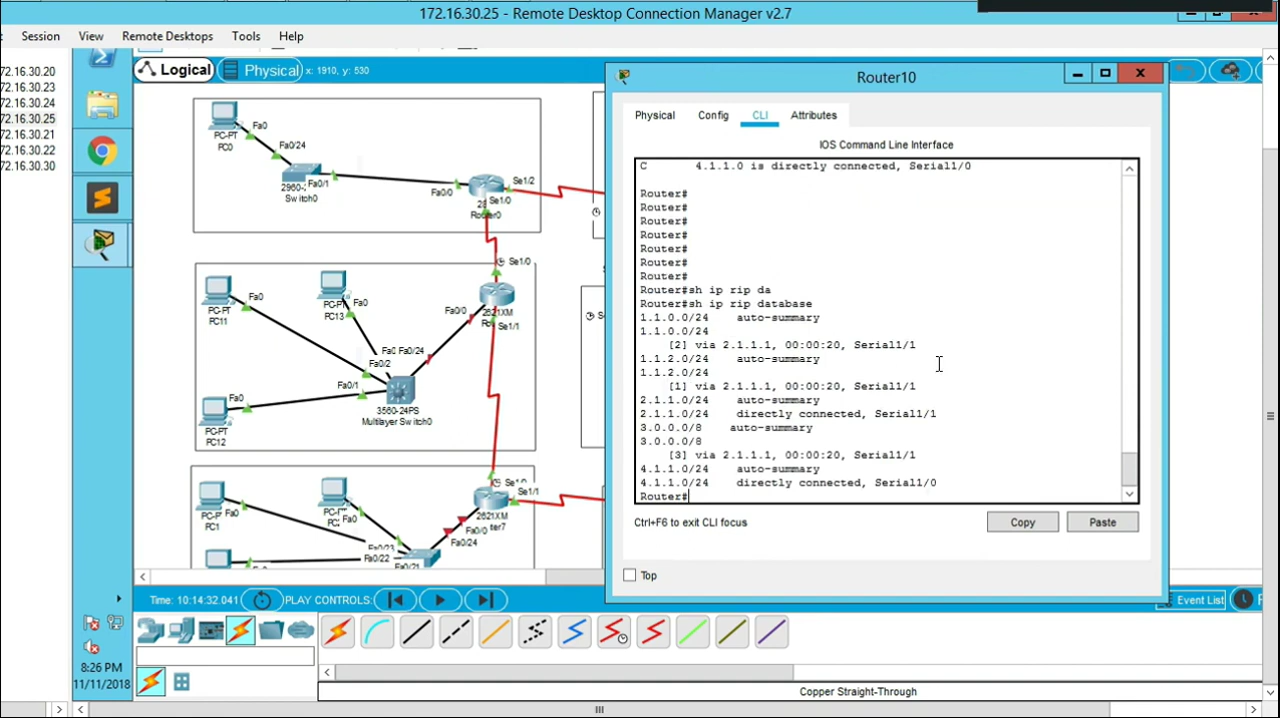 172.16.30.25 - Remote Desktop Connection Manager v2.7
Session View Remote Desktops Tools Help
72.16.30.20
72.16.30.23
72.16.30.24
72.16.30.25
72.16.30.21
72.16.30.22
72.16.30.30
Logical Physical x: 1910, y: 530
PC-PT
PC0
Fa0
Fa0/24
Fa0/1
Switch0
Fa0/0
Se1/2
Se1/0
Router0
Se1/0
PC-PT
PC11
Fa0
PC13
Fa0/0
2621XM
Se1/1
Fa0 Fa0/24
Fa0/2
Fa0/1
Fa0
PC-PT
PC12
3560-24PS
Multilayer Switch0
Fa0
PC1
Fa0
Se1/1
2621XM
Fa0/0
Fa0/24
Fa0/23
Fa0/22
Fa0/21
Router10
Physical Config CLI Attributes
IOS Command Line Interface
C 4.1.1.0 is directly connected, Serial1/0
Router#
Router#
Router#
Router#
Router#
Router#
Router#
Router#sh ip rip da
Router#sh ip rip database
1.1.0.0/24 auto-summary
1.1.0.0/24
[2] via 2.1.1.1, 00:00:20, Serial1/1
1.1.2.0/24 auto-summary
1.1.2.0/24
[1] via 2.1.1.1, 00:00:20, Serial1/1
2.1.1.0/24 auto-summary
2.1.1.0/24 directly connected, Serial1/1
3.0.0.0/8 auto-summary
3.0.0.0/8
[3] via 2.1.1.1, 00:00:20, Serial1/1
4.1.1.0/24 auto-summary
4.1.1.0/24 directly connected, Serial1/0
Router#
Ctrl+F6 to exit CLI focus
Copy Paste
Top
Time: 10:14:32.041 PLAY CONTROLS:
Event List
8:26 PM
11/11/2018
Copper Straight-Through